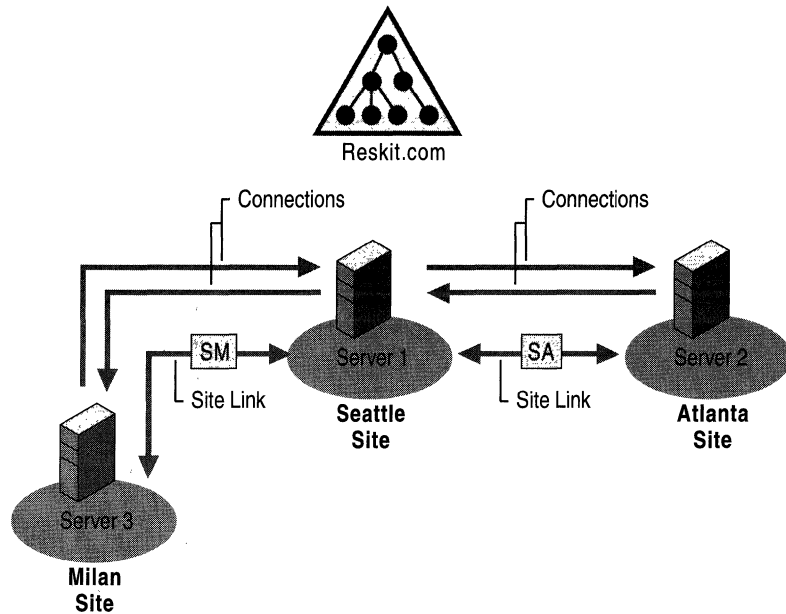 Reskit.com
Connections
Connections
SM
Server 1
SA
Server 2
Site Link
Site Link
Seattle
Site
Atlanta
Site
Server 3
Milan
Site